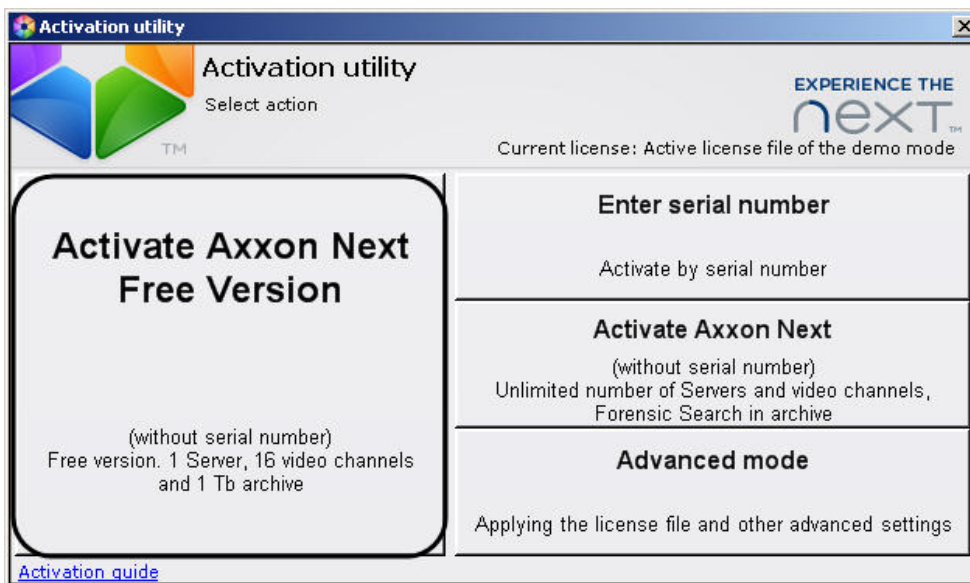 Activation utility
Activation utility
Select action
TM
EXPERIENCE THE
next TM
Current license: Active license file of the demo mode
Activate Axxon Next
Free Version
(without serial number)
Free version. 1 Server, 16 video channels
and 1 Tb archive
Enter serial number
Activate by serial number
Activate Axxon Next
(without serial number)
Unlimited number of Servers and video channels,
Forensic Search in archive
Advanced mode
Applying the license file and other advanced settings
Activation guide